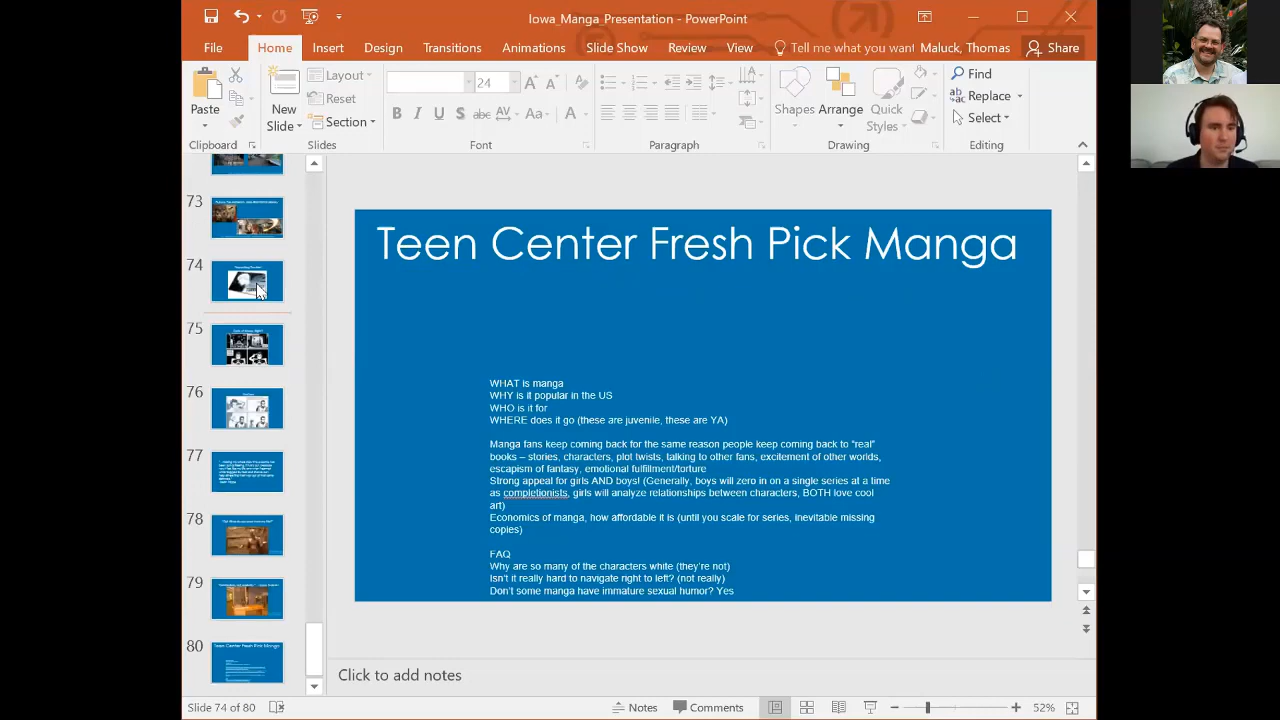 Iowa_Manga_Presentation - PowerPoint
File Home Insert Design Transitions Animations Slide Show Review View Tell me what you want Maluck, Thomas Share
Paste
New
Slide
Layout
Reset
Section
24
B I U S abc AV Aa A
Shapes Arrange Quick
Styles
Find
Replace
Select
Clipboard Slides Font Paragraph Drawing Editing
73
74
75
76
77
78
79
80
Teen Center Fresh Pick Manga
Teen Center Fresh Pick Manga
WHAT is manga
WHY is it popular in the US
WHO is it for
WHERE does it go (these are juvenile, these are YA)
Manga fans keep coming back for the same reason people keep coming back to “real”
books – stories, characters, plot twists, talking to other fans, excitement of other worlds,
escapism of fantasy, emotional fulfillment/torture
Strong appeal for girls AND boys! (Generally, boys will zero in on a single series at a time
as completionists, girls will analyze relationships between characters, BOTH love cool
art)
Economics of manga, how affordable it is (until you scale for series, inevitable missing
copies)
FAQ
Why are so many of the characters white (they’re not)
Isn’t it really hard to navigate right to left? (not really)
Don’t some manga have immature sexual humor? Yes
Click to add notes
Slide 74 of 80 Notes Comments 52%